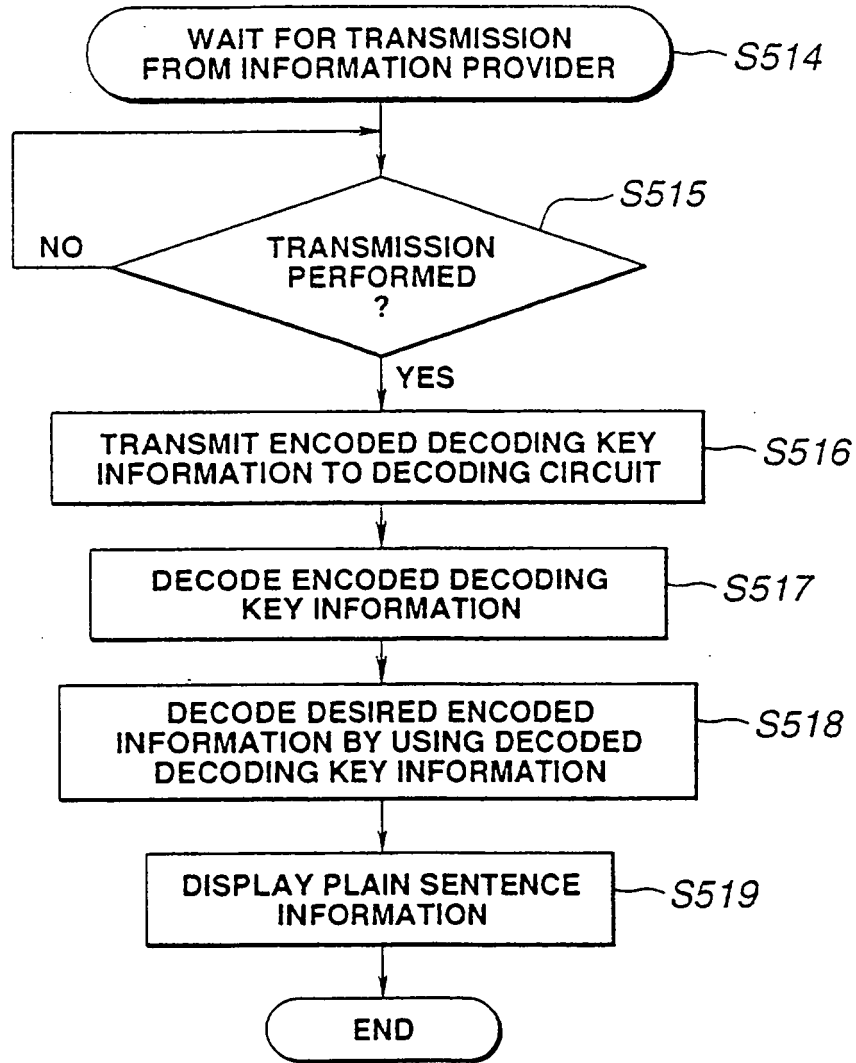 WAIT FOR TRANSMISSION
FROM INFORMATION PROVIDER
S514
S515
NO
TRANSMISSION
PERFORMED
?
YES
TRANSMIT ENCODED DECODING KEY
INFORMATION TO DECODING CIRCUIT
S516
DECODE ENCODED DECODING
KEY INFORMATION
S517
DECODE DESIRED ENCODED
INFORMATION BY USING DECODED
DECODING KEY INFORMATION
S518
DISPLAY PLAIN SENTENCE
INFORMATION
S519
END